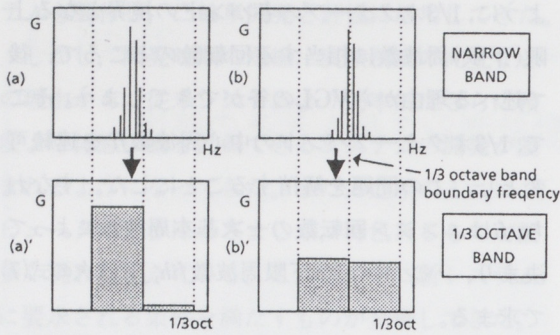 G
G
(a)
(b)
NARROW
BAND
Hz
Hz
1/3 octave band
boundary freqency
G
G
(a)'
(b)'
1/3 OCTAVE
BAND
1/3oct
1/3oct